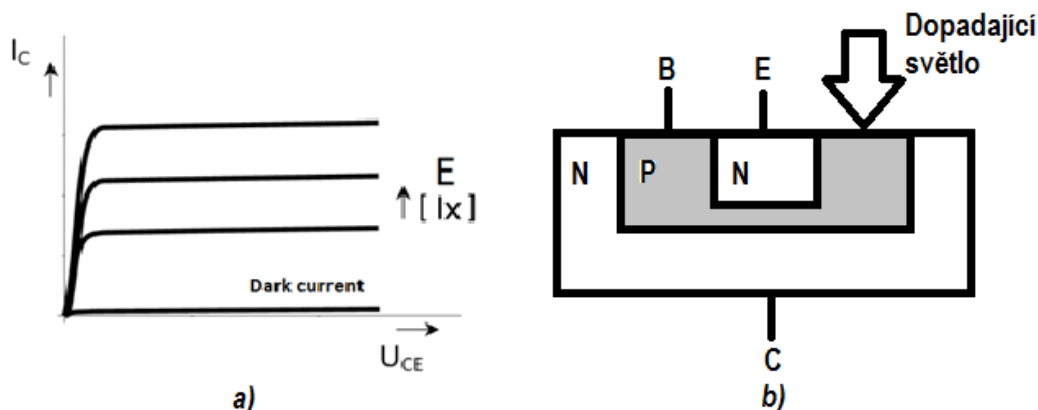 I_C
E
[ lx]
Dark current
U_CE
a)
Dopadající
světlo
B E
N P N
C
b)